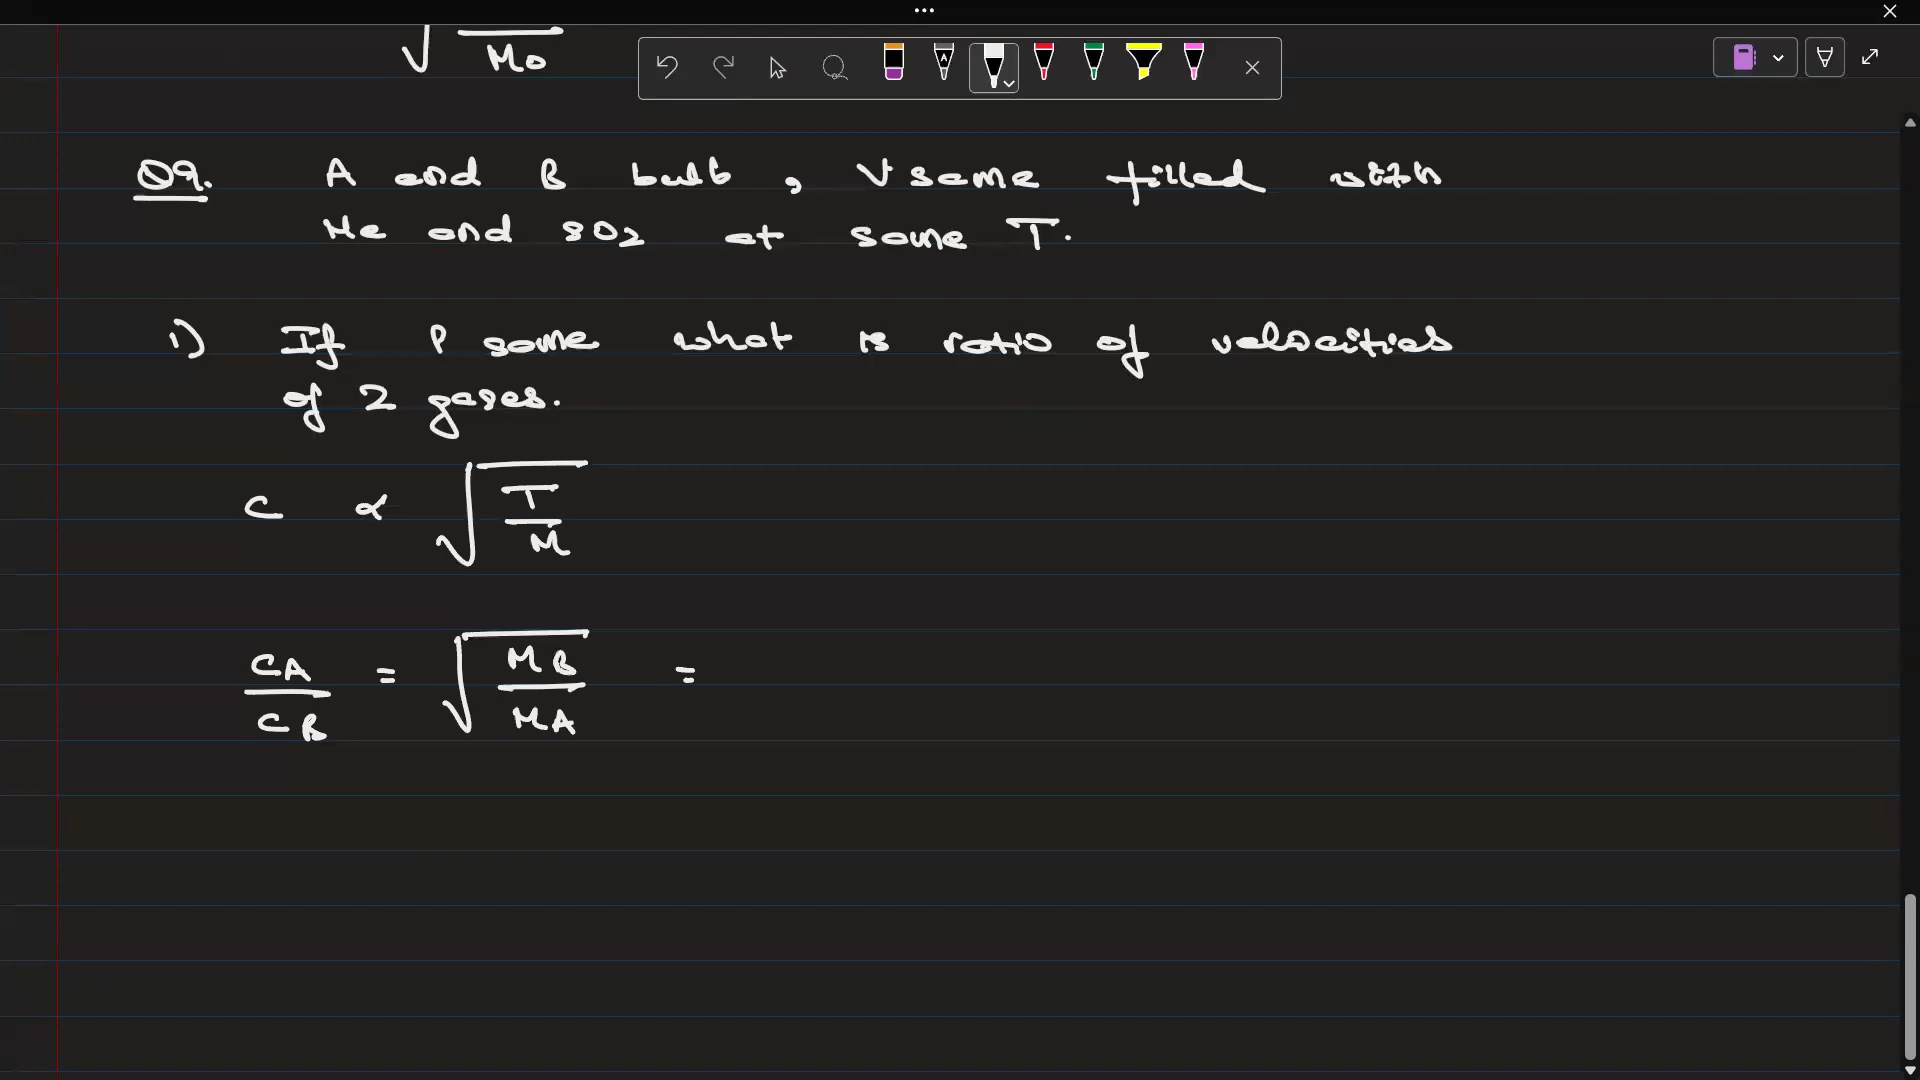 √ M0
Q9. A and B bulb, V same filled with
He and SO2 at same T.
1) If P same what is ratio of velocities
of 2 gases.
C ∝ √(T/M)
CA/CB = √(MB/MA) =